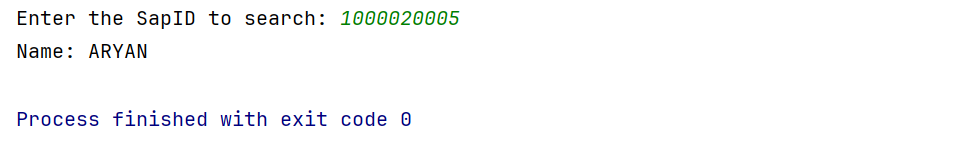 Enter the SapID to search: 1000020005
Name: ARYAN
Process finished with exit code 0